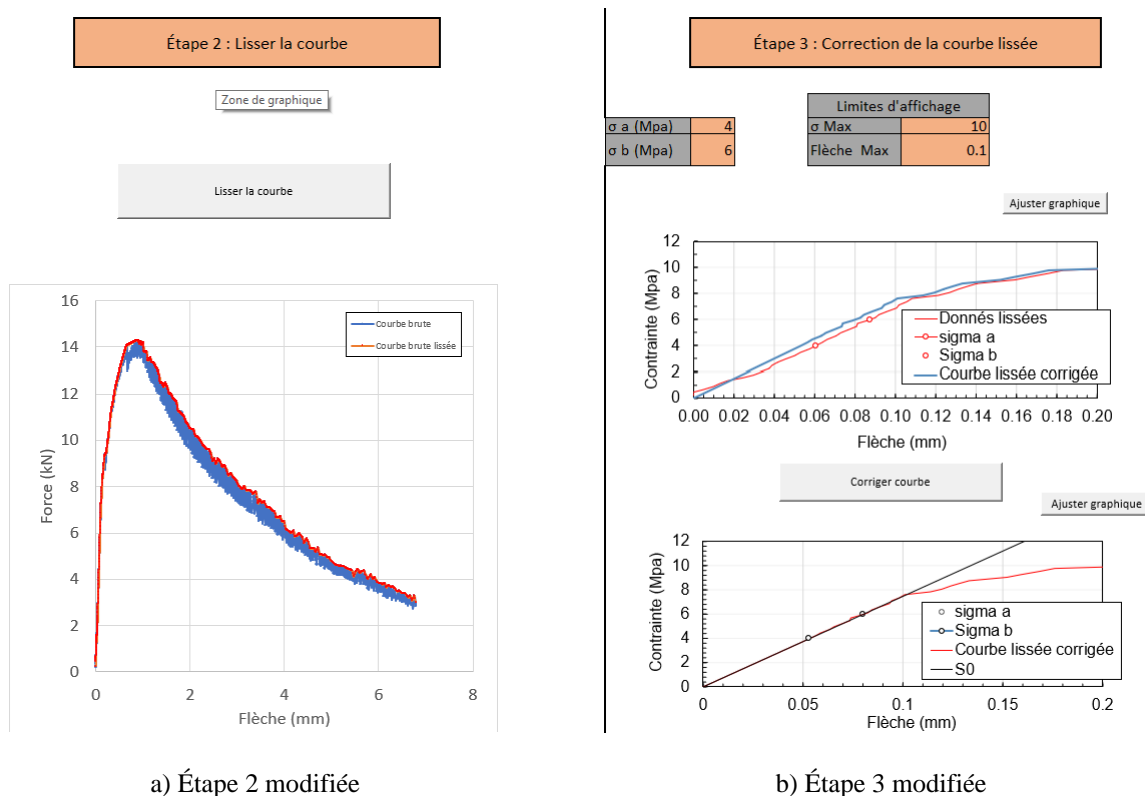 Étape 2 : Lisser la courbe
Zone de graphique
Lisser la courbe
16
14
12
10
8
6
4
2
0
Force (kN)
Courbe brute
Courbe brute lissée
0 2 4 6 8
Flèche (mm)
a) Étape 2 modifiée
Étape 3 : Correction de la courbe lissée
σ a (Mpa) 4
σ b (Mpa) 6
Limites d'affichage
σ Max 10
Flèche Max 0.1
Ajuster graphique
12
10
8
6
4
2
0
Contrainte (Mpa)
Donnés lissées
sigma a
Sigma b
Courbe lissée corrigée
0.00 0.02 0.04 0.06 0.08 0.10 0.12 0.14 0.16 0.18 0.20
Flèche (mm)
Corriger courbe
Ajuster graphique
12
10
8
6
4
2
0
Contrainte (Mpa)
sigma a
Sigma b
Courbe lissée corrigée
S0
0 0.05 0.1 0.15 0.2
Flèche (mm)
b) Étape 3 modifiée